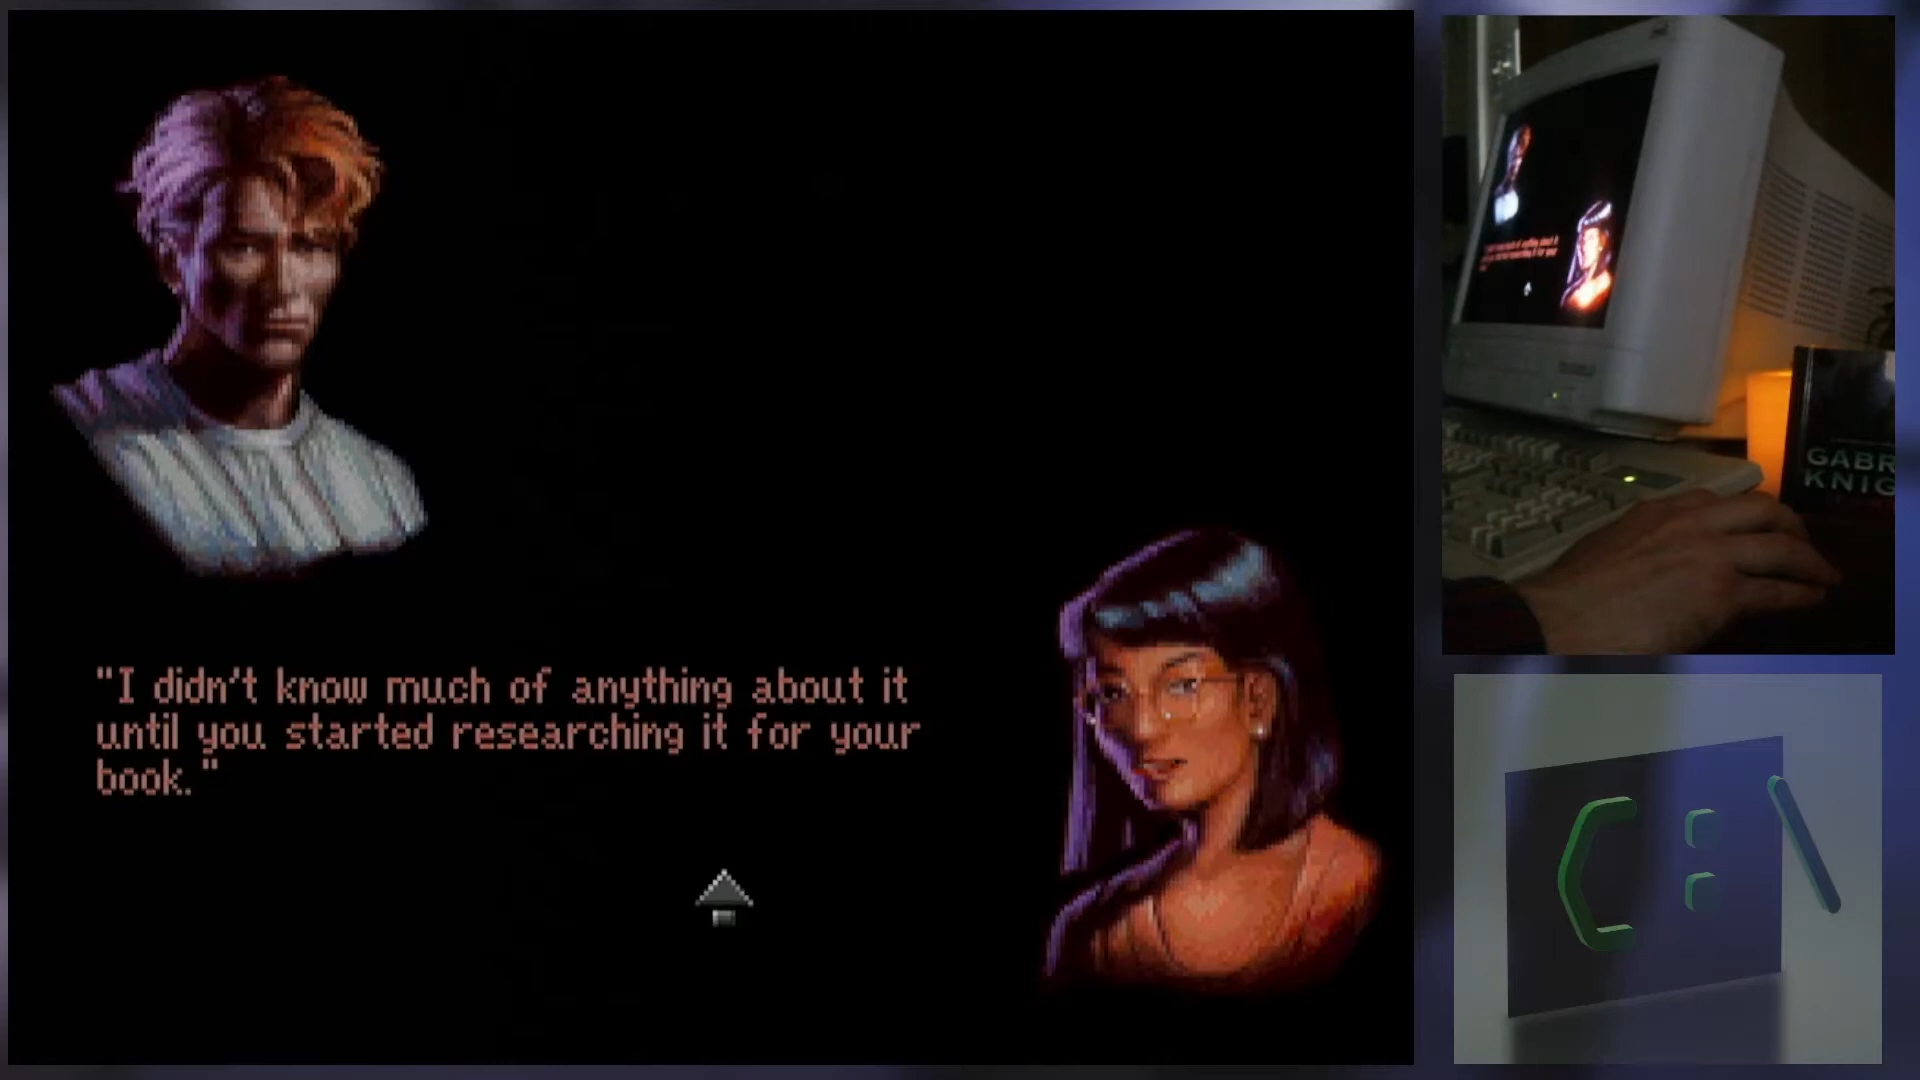 "I didn't know much of anything about it
until you started researching it for your
book."
GABR
KNIG
C:\